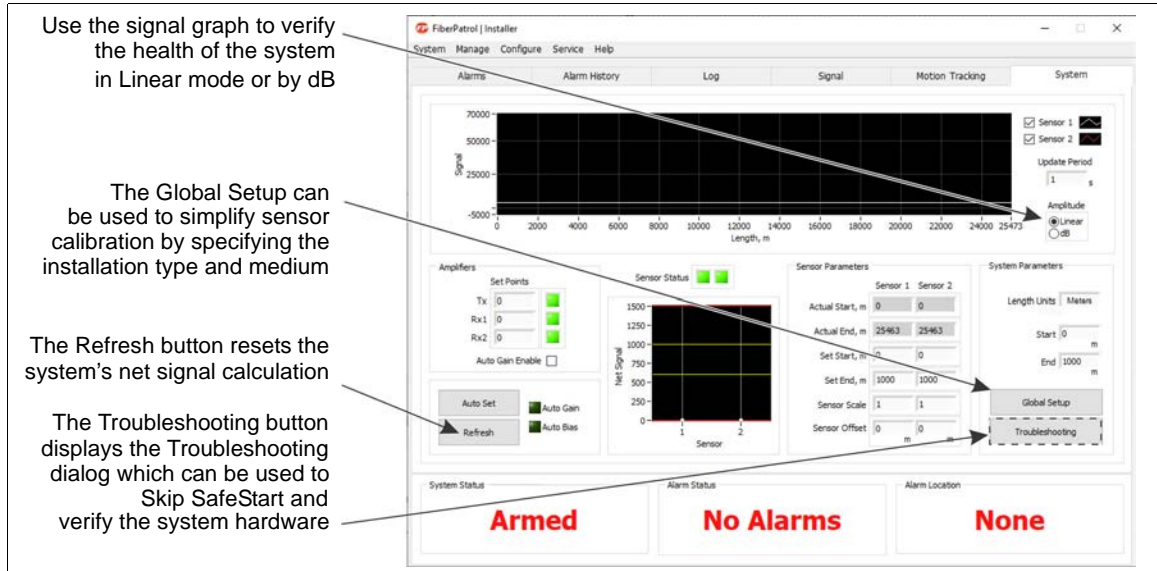 Use the signal graph to verify
the health of the system
in Linear mode or by dB
The Global Setup can
be used to simplify sensor
calibration by specifying the
installation type and medium
The Refresh button resets the
system's net signal calculation
The Troubleshooting button
displays the Troubleshooting
dialog which can be used to
Skip SafeStart and
verify the system hardware
FiberPatrol | Installer
System Manage Configure Service Help
Alarms Alarm History Log Signal Motion Tracking System
70000
50000
25000
-5000
Signal
0 2000 4000 6000 8000 10000 12000 14000 16000 18000 20000 22000 24000 25473
Length, m
Sensor 1
Sensor 2
Update Period
1 s
Amplitude
Linear
dB
Amplifiers
Set Points
Tx 0
Rx1 0
Rx2 0
Auto Gain Enable
Auto Set
Refresh
Auto Gain
Auto Bias
Sensor Status
1500
1250
1000
750
500
250
0
Net Signal
1 2
Sensor
Sensor Parameters
Sensor 1 Sensor 2
Actual Start, m 0 0
Actual End, m 25463 25463
Set Start, m 0 0
Set End, m 1000 1000
Sensor Scale 1 1
Sensor Offset 0 0
m m
System Parameters
Length Units Meters
Start 0
m
End 1000
m
Global Setup
Troubleshooting
System Status
Armed
Alarm Status
No Alarms
Alarm Location
None